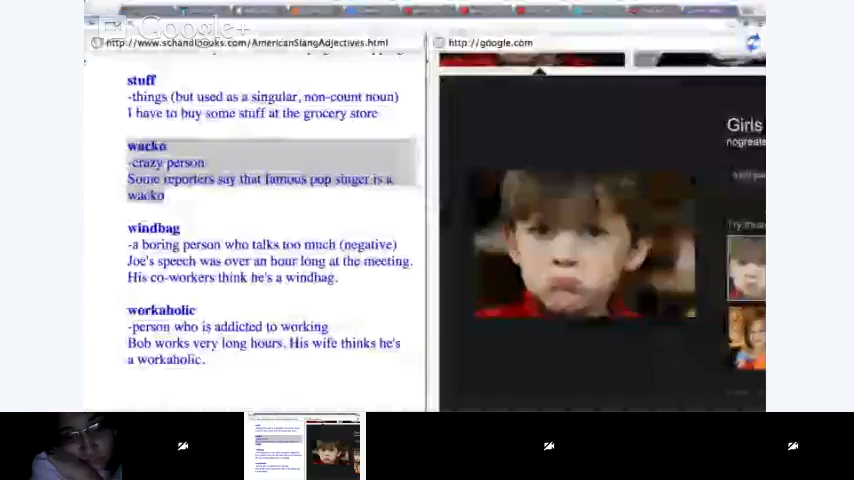 Google+
http://www.schandlbooks.com/AmericanSlangAdjectives.html
http://google.com
stuff
-things (but used as a singular, non-count noun)
I have to buy some stuff at the grocery store
wacko
-crazy person
Some reporters say that famous pop singer is a
wacko
windbag
-a boring person who talks too much (negative)
Joe's speech was over an hour long at the meeting.
His co-workers think he's a windbag.
workaholic
-person who is addicted to working
Bob works very long hours. His wife thinks he's
a workaholic.
Girls